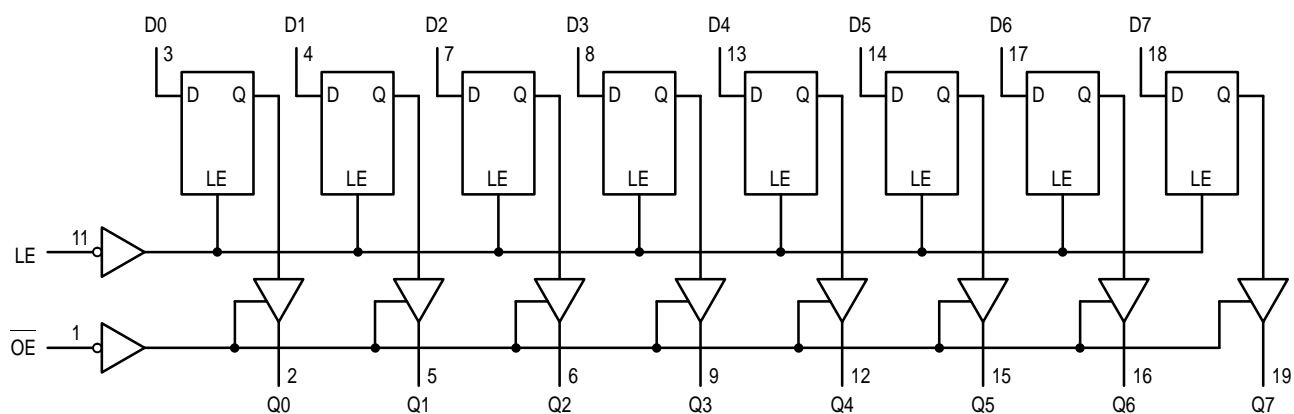 D0 D1 D2 D3 D4 D5 D6 D7
3 4 7 8 13 14 17 18
D Q D Q D Q D Q D Q D Q D Q D Q
LE LE LE LE LE LE LE LE
LE 11
OE 1
2 5 6 9 12 15 16 19
Q0 Q1 Q2 Q3 Q4 Q5 Q6 Q7